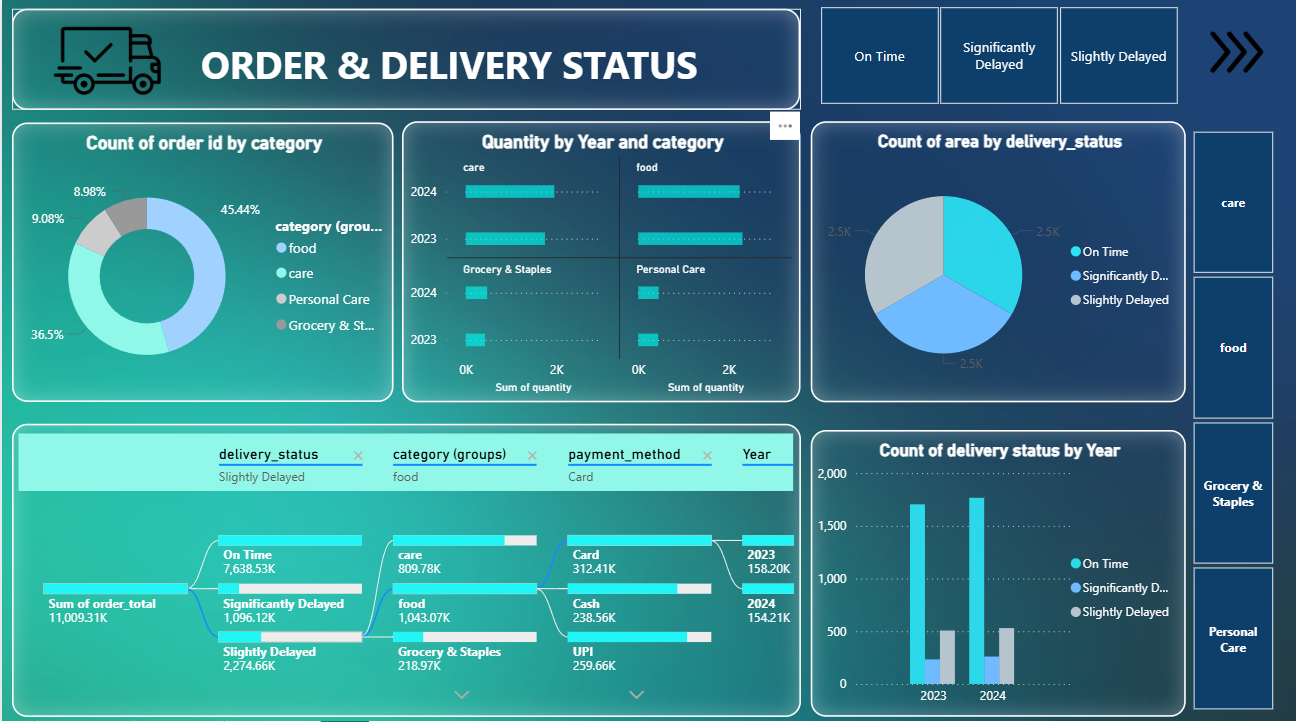 ORDER & DELIVERY STATUS
On Time
Significantly
Delayed
Slightly Delayed
Count of order id by category
8.98%
9.08%
45.44%
36.5%
category (grou...
food
care
Personal Care
Grocery & St...
Quantity by Year and category
care
food
2024
2023
Grocery & Staples
Personal Care
2024
2023
0K
2K
0K
2K
Sum of quantity
Sum of quantity
Count of area by delivery_status
2.5K
2.5K
2.5K
On Time
Significantly D...
Slightly Delayed
care
food
Grocery &
Staples
Personal
Care
delivery_status
Slightly Delayed
category (groups)
food
payment_method
Card
Year
Sum of order_total
11,009.31K
On Time
7,638.53K
Significantly Delayed
1,096.12K
Slightly Delayed
2,274.66K
care
809.78K
food
1,043.07K
Grocery & Staples
218.97K
Card
312.41K
Cash
238.56K
UPI
259.66K
2023
158.20K
2024
154.21K
Count of delivery status by Year
2,000
1,500
1,000
500
0
2023
2024
On Time
Significantly D...
Slightly Delayed